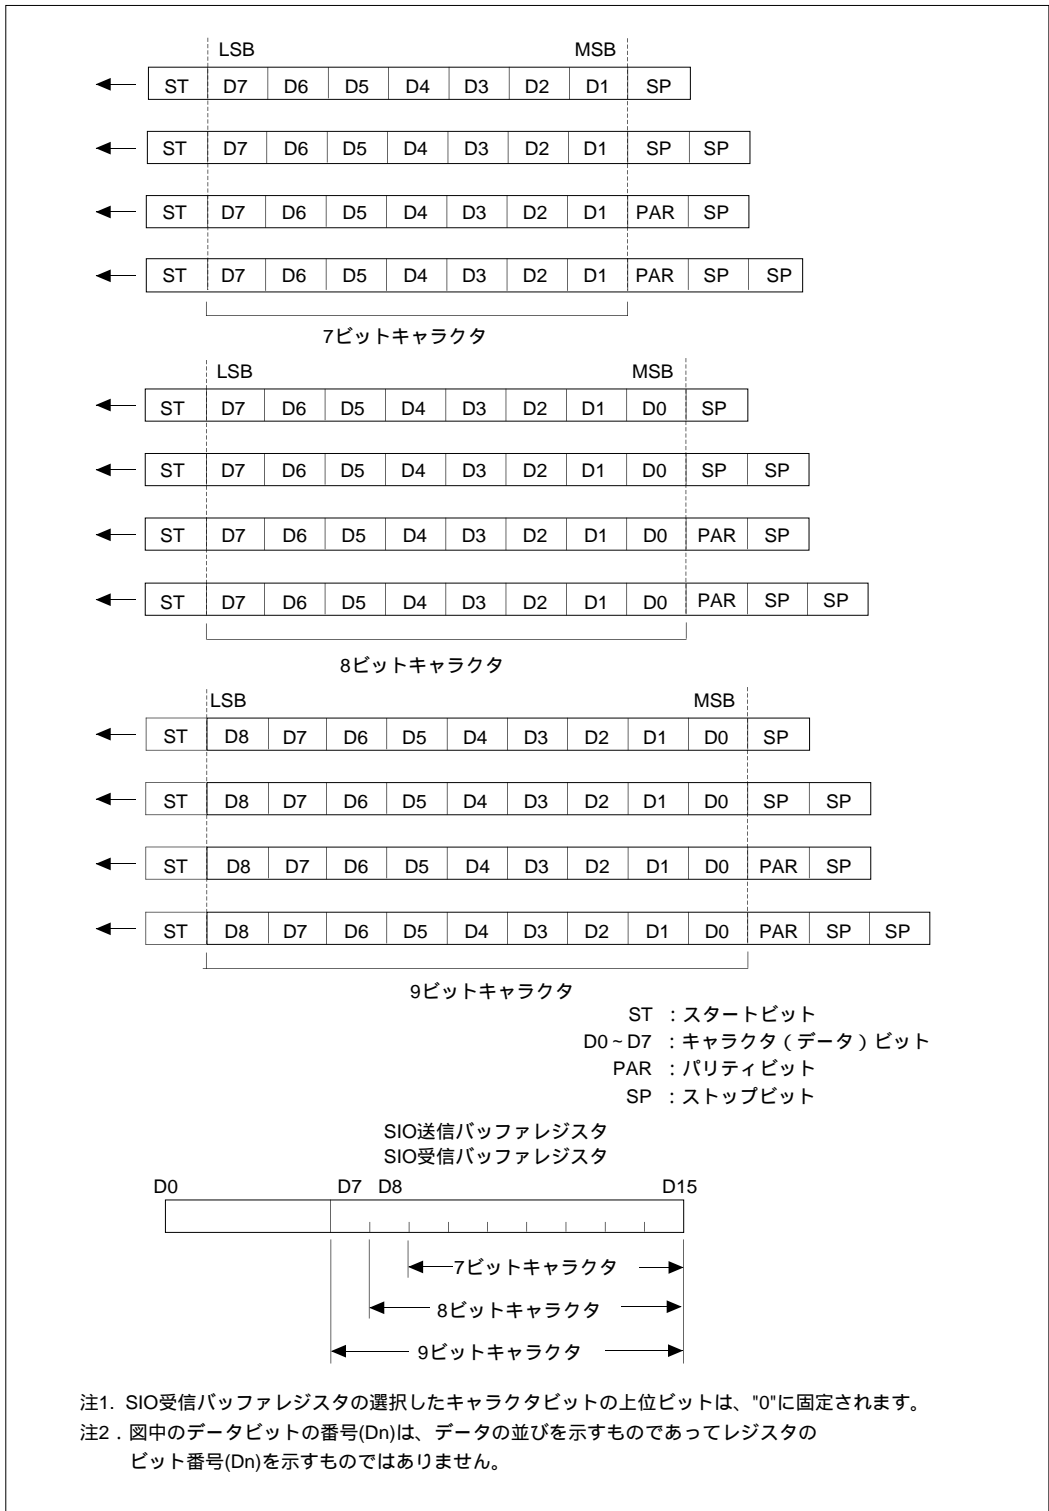 LSB MSB
ST D7 D6 D5 D4 D3 D2 D1 SP
ST D7 D6 D5 D4 D3 D2 D1 SP SP
ST D7 D6 D5 D4 D3 D2 D1 PAR SP
ST D7 D6 D5 D4 D3 D2 D1 PAR SP SP
7ビットキャラクタ
LSB MSB
ST D7 D6 D5 D4 D3 D2 D1 D0 SP
ST D7 D6 D5 D4 D3 D2 D1 D0 SP SP
ST D7 D6 D5 D4 D3 D2 D1 D0 PAR SP
ST D7 D6 D5 D4 D3 D2 D1 D0 PAR SP SP
8ビットキャラクタ
LSB MSB
ST D8 D7 D6 D5 D4 D3 D2 D1 D0 SP
ST D8 D7 D6 D5 D4 D3 D2 D1 D0 SP SP
ST D8 D7 D6 D5 D4 D3 D2 D1 D0 PAR SP
ST D8 D7 D6 D5 D4 D3 D2 D1 D0 PAR SP SP
9ビットキャラクタ
ST :スタートビット
D0~D7 :キャラクタ(データ)ビット
PAR :パリティビット
SP :ストップビット
SIO送信バッファレジスタ
SIO受信バッファレジスタ
D0 D7 D8 D15
7ビットキャラクタ
8ビットキャラクタ
9ビットキャラクタ
注1. SIO受信バッファレジスタの選択したキャラクタビットの上位ビットは、"0"に固定されます。
注2.図中のデータビットの番号(Dn)は、データの並びを示すものであってレジスタの
ビット番号(Dn)を示すものではありません。